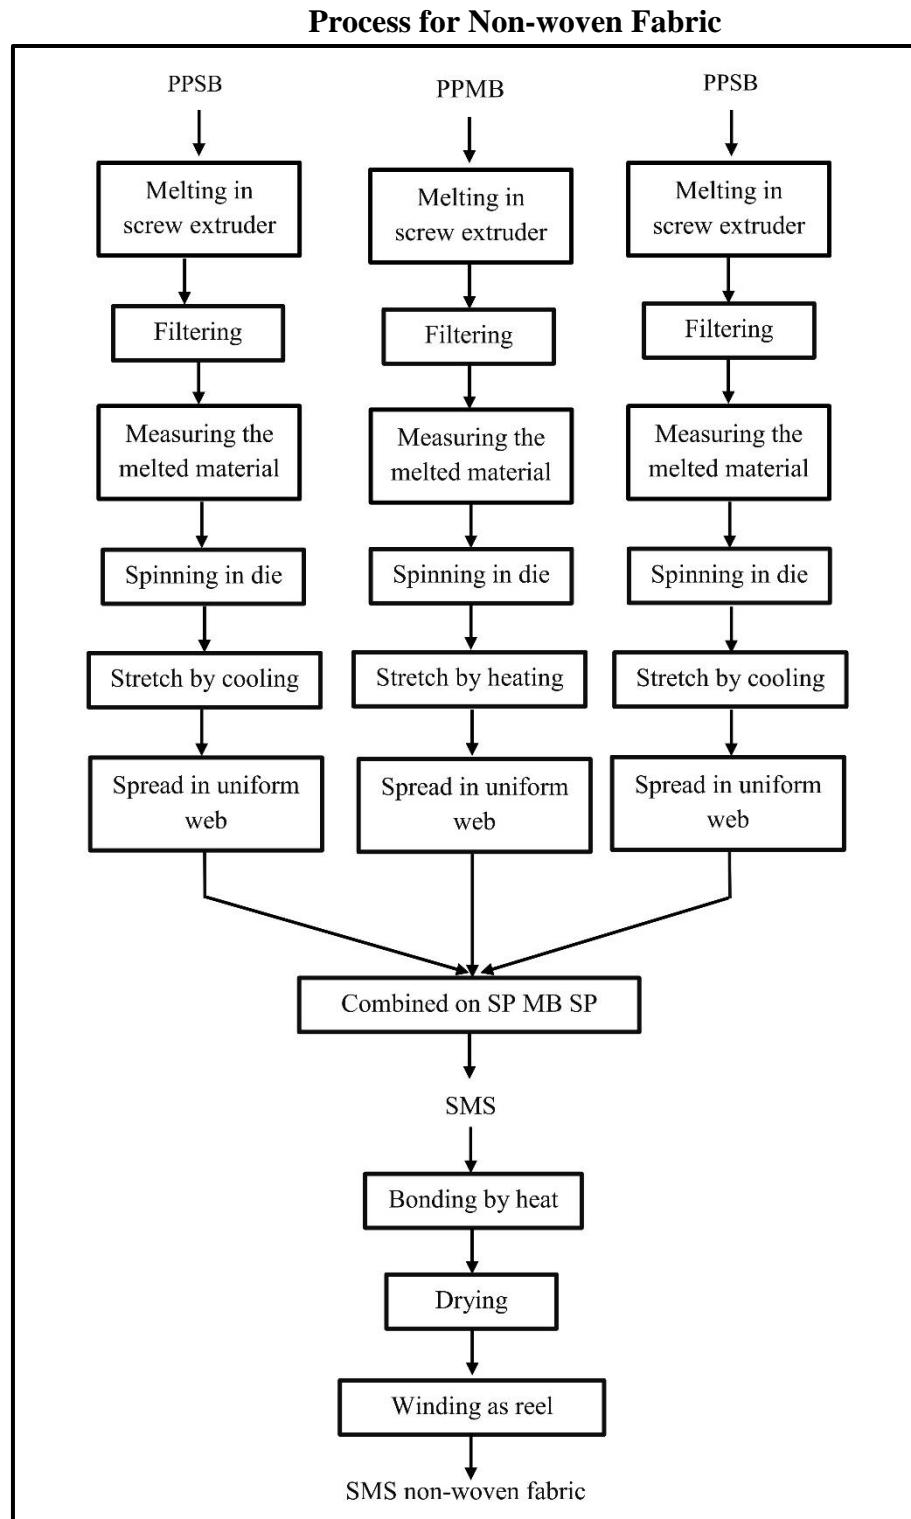 Process for Non-woven Fabric
PPSB
PPMB
PPSB
Melting in
screw extruder
Melting in
screw extruder
Melting in
screw extruder
Filtering
Filtering
Filtering
Measuring the
melted material
Measuring the
melted material
Measuring the
melted material
Spinning in die
Spinning in die
Spinning in die
Stretch by cooling
Stretch by heating
Stretch by cooling
Spread in uniform
web
Spread in uniform
web
Spread in uniform
web
Combined on SP MB SP
SMS
Bonding by heat
Drying
Winding as reel
SMS non-woven fabric